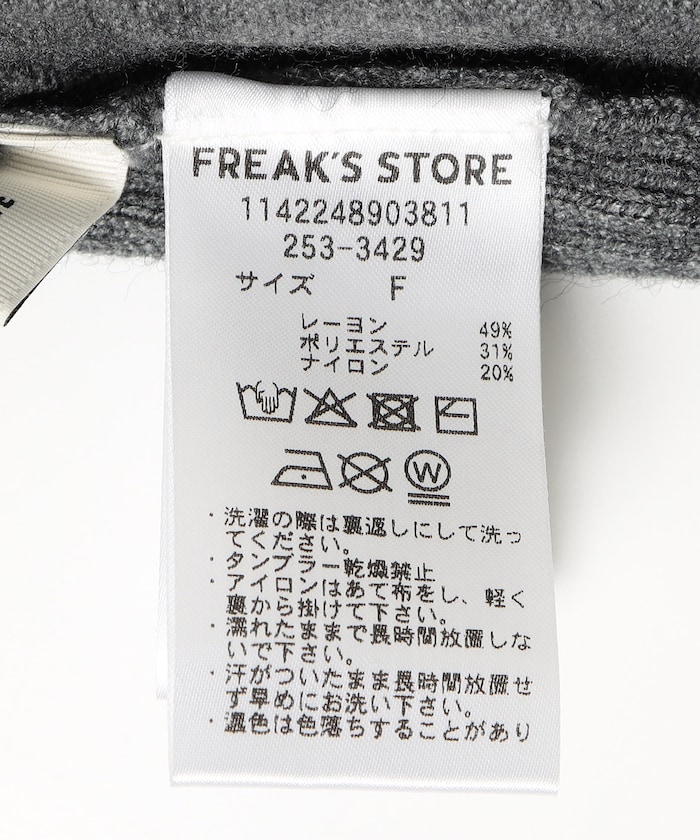 FREAK'S STORE
1142248903811
253-3429
サイズ F
レーヨン 49%
ポリエステル 31%
ナイロン 20%
W
・洗濯の際は裏返しにして洗っ
てください。
・タンブラー乾燥禁止
・アイロンはあて布をし、軽く
裏から掛けて下さい。
・濡れたままで長時間放置しな
いで下さい。
・汗がついたまま長時間放置せ
ず早めにお洗い下さい。
・濃色は色落ちすることがあり